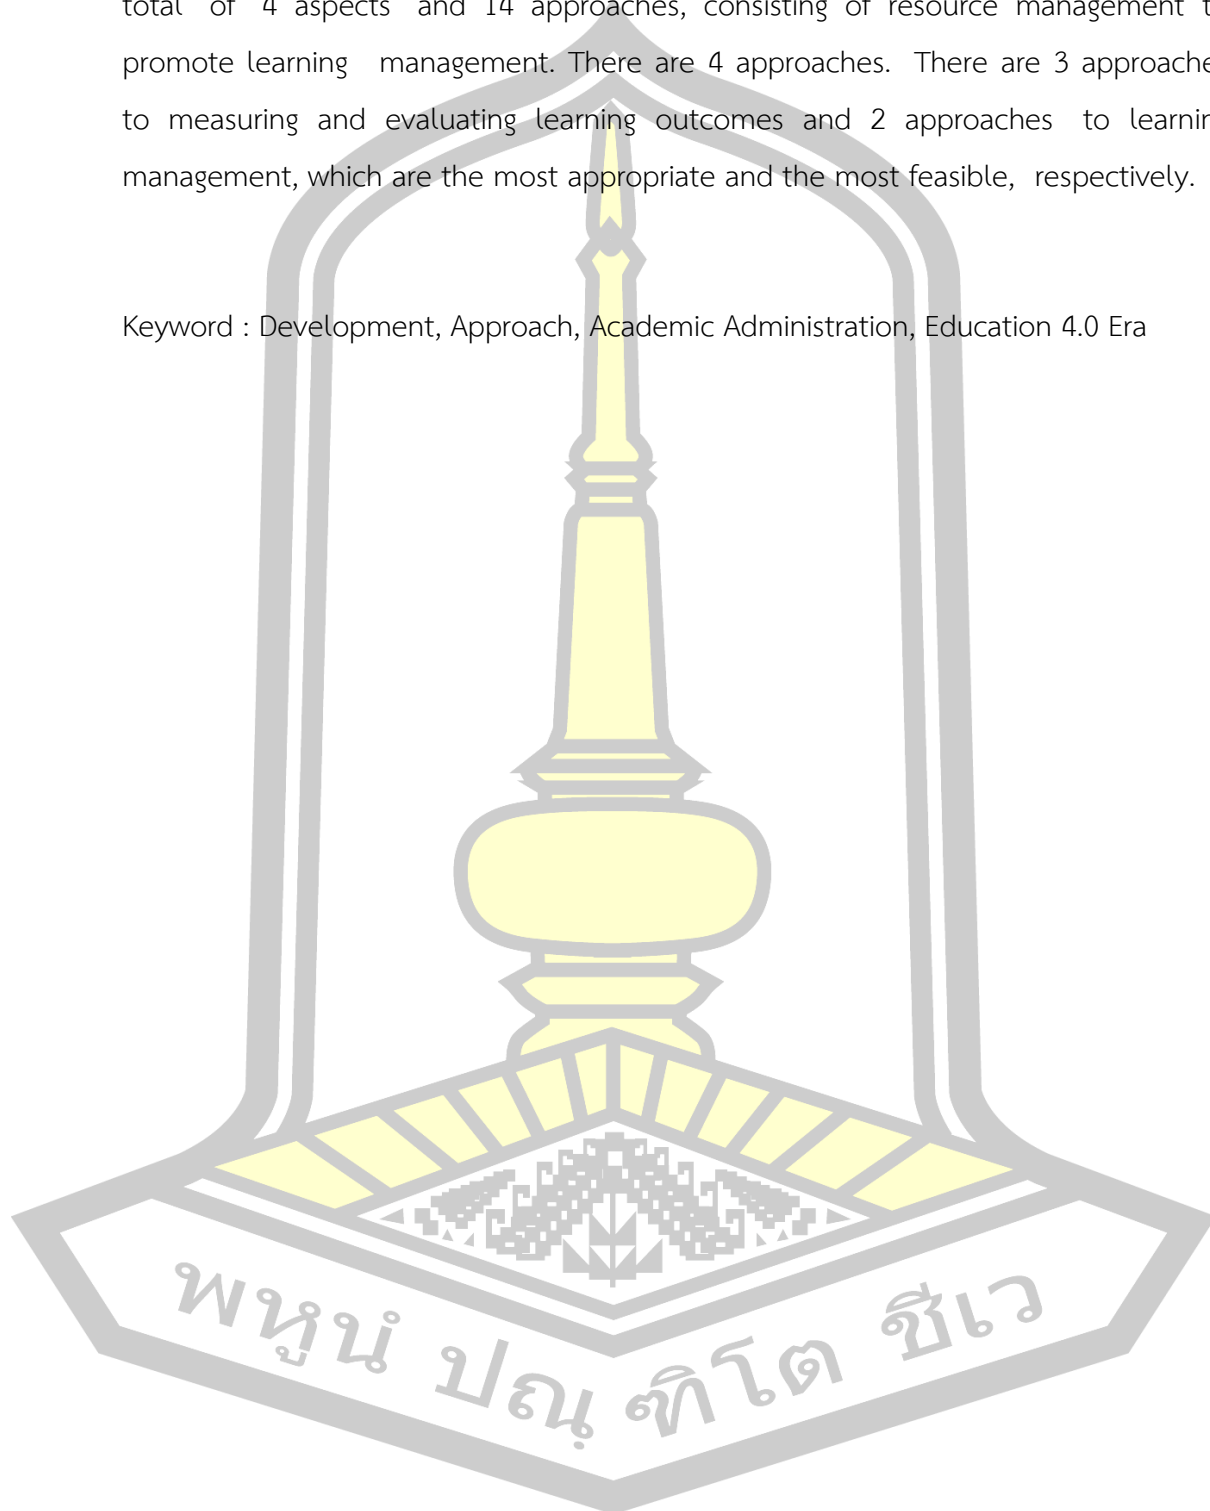 total of 4 aspects and 14 approaches, consisting of resource management t
promote learning management. There are 4 approaches. There are 3 approache
to measuring and evaluating learning outcomes and 2 approaches to learnin
management, which are the most appropriate and the most feasible, respectively.
Keyword : Development, Approach, Academic Administration, Education 4.0 Era
พหูนํ ปณฺ ฑิโต ชีเว